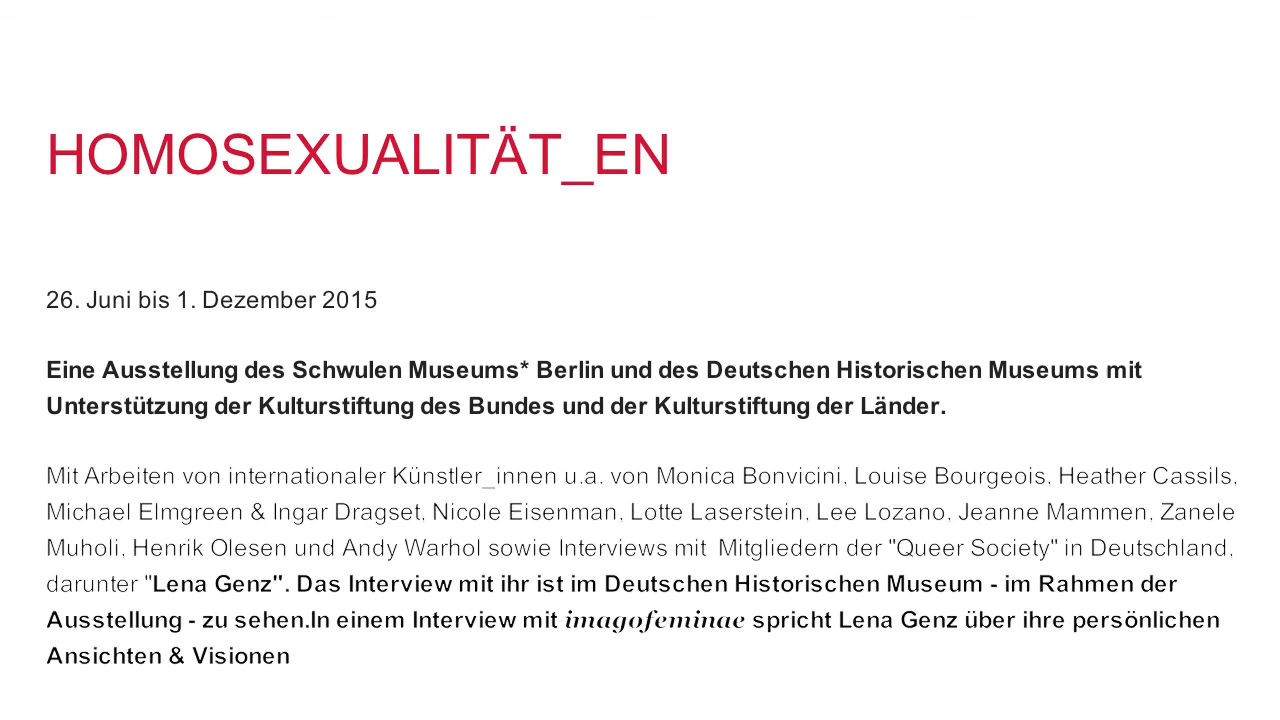 HOMOSEXUALITÄT_EN
26. Juni bis 1. Dezember 2015
Eine Ausstellung des Schwulen Museums* Berlin und des Deutschen Historischen Museums mit
Unterstützung der Kulturstiftung des Bundes und der Kulturstiftung der Länder.
Mit Arbeiten von internationaler Künstler_innen u.a. von Monica Bonvicini, Louise Bourgeois, Heather Cassils,
Michael Elmgreen & Ingar Dragset, Nicole Eisenman, Lotte Laserstein, Lee Lozano, Jeanne Mammen, Zanele
Muholi, Henrik Olesen und Andy Warhol sowie Interviews mit  Mitgliedern der "Queer Society" in Deutschland,
darunter "Lena Genz". Das Interview mit ihr ist im Deutschen Historischen Museum - im Rahmen der
Ausstellung - zu sehen.In einem Interview mit imagofeminae spricht Lena Genz über ihre persönlichen
Ansichten & Visionen